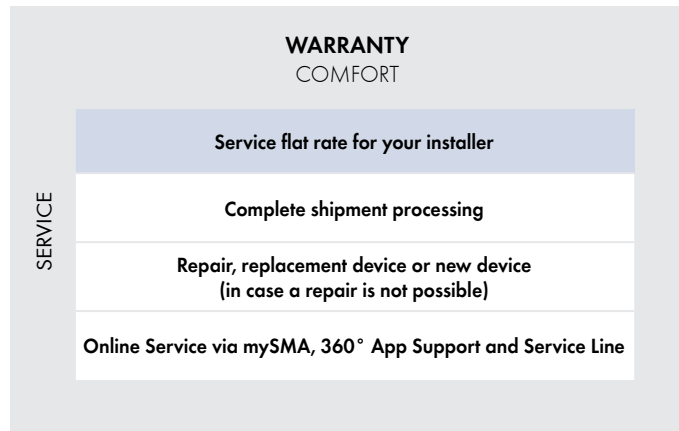 WARRANTY
COMFORT
SERVICE
Service flat rate for your installer
Complete shipment processing
Repair, replacement device or new device
(in case a repair is not possible)
Online Service via mySMA, 360° App Support and Service Line